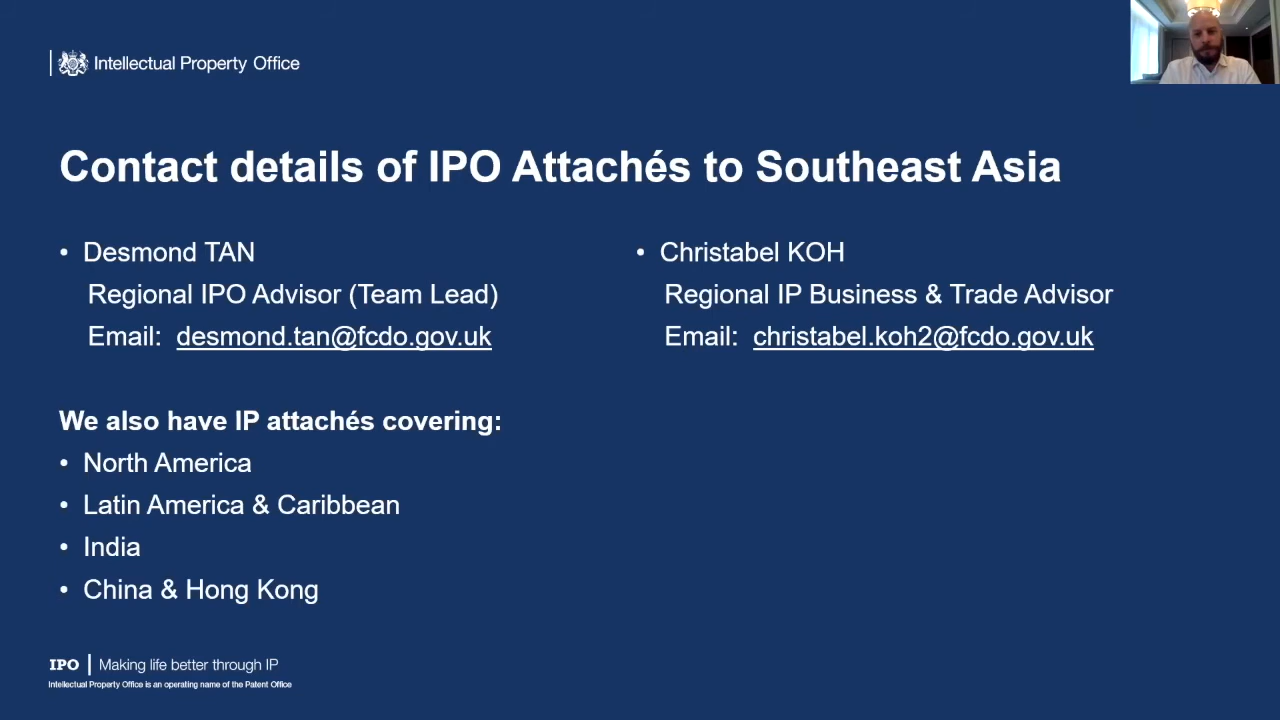 Intellectual Property Office
Contact details of IPO Attachés to Southeast Asia
• Desmond TAN
Regional IPO Advisor (Team Lead)
Email: desmond.tan@fcdo.gov.uk
• Christabel KOH
Regional IP Business & Trade Advisor
Email: christabel.koh2@fcdo.gov.uk
We also have IP attachés covering:
• North America
• Latin America & Caribbean
• India
• China & Hong Kong
IPO | Making life better through IP
Intellectual Property Office is an operating name of the Patent Office